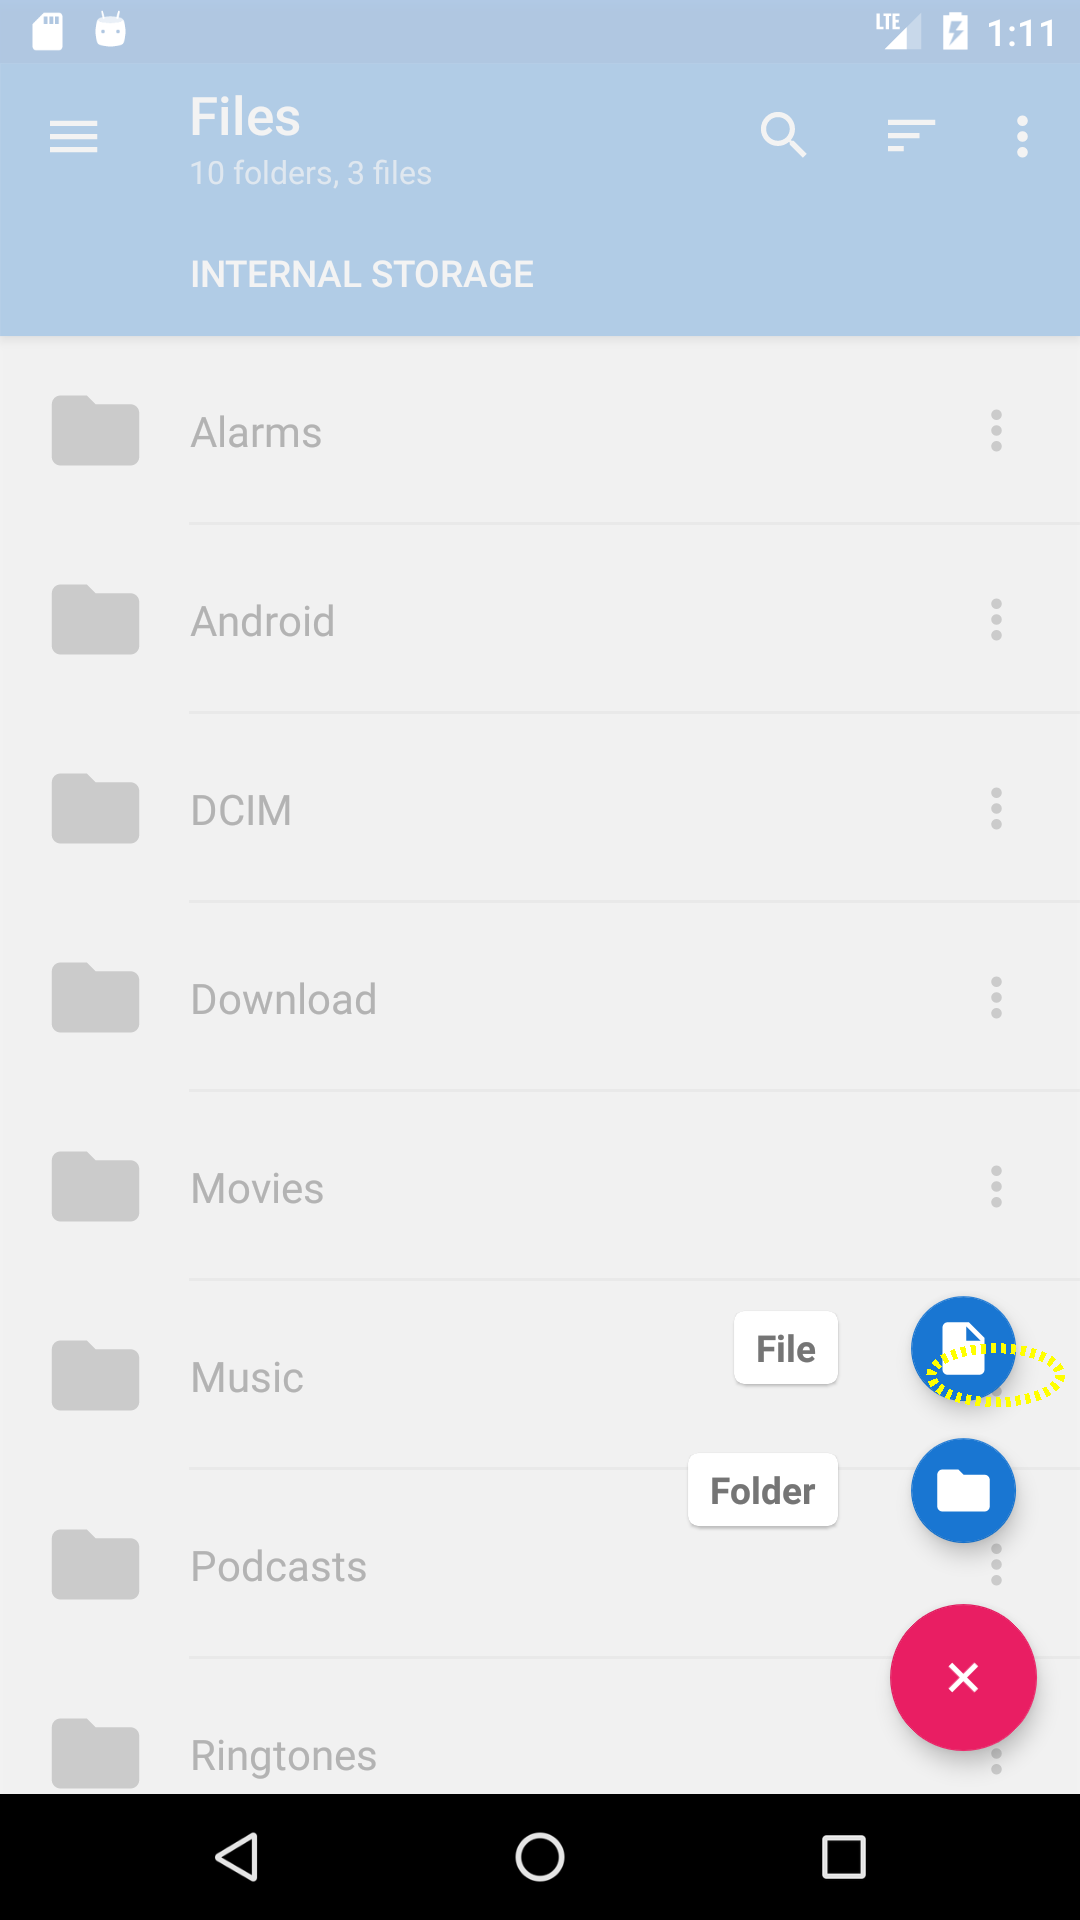 LTE 1:11
Files
10 folders, 3 files
INTERNAL STORAGE
Alarms
Android
DCIM
Download
Movies
File
Music
Folder
Podcasts
Ringtones